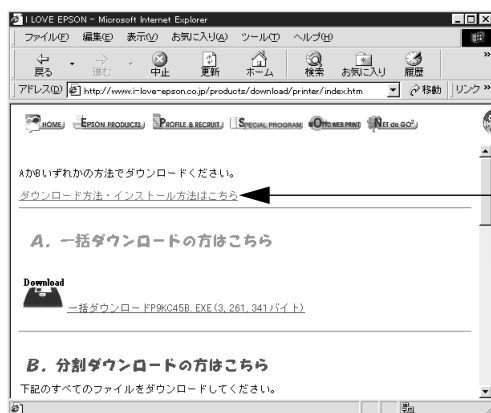 I LOVE EPSON - Microsoft Internet Explorer
ファイル(F) 編集(E) 表示(V) お気に入り(A) ツール(T) ヘルプ(H)
戻る 進む 中止 更新 ホーム 検索 お気に入り 履歴 »
アドレス(D) http://www.i-love-epson.co.jp/products/download/printer/index.htm 移動 リンク »
HOME EPSON PRODUCTS PROFILE & RECRUIT SPECIAL PROGRAM OTTO WEB PRINT NET de GO2
AかBいずれかの方法でダウンロードください。
ダウンロード方法・インストール方法はこちら
A. 一括ダウンロードの方はこちら
Download
一括ダウンロードP9KC45B.EXE(3,261,341バイト)
B. 分割ダウンロードの方はこちら
下記のすべてのファイルをダウンロードしてください。